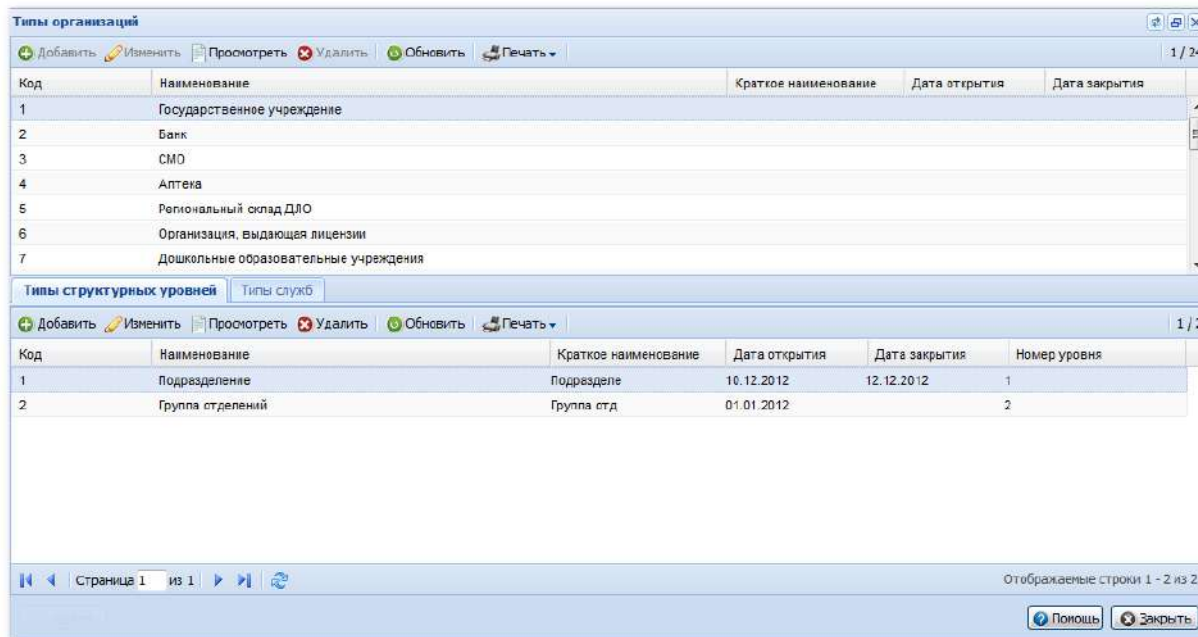 Типы организаций
Добавить Изменить Просмотреть Удалить Обновить Печать 1 / 24
Код Наименование Краткое наименование Дата открытия Дата закрытия
1 Государственное учреждение
2 Банк
3 СМО
4 Аптека
5 Региональный склад ДЛО
6 Организация, выдающая лицензии
7 Дошкольные образовательные учреждения
Типы структурных уровней Типы служб
Добавить Изменить Просмотреть Удалить Обновить Печать 1 / 2
Код Наименование Краткое наименование Дата открытия Дата закрытия Номер уровня
1 Подразделение Подразделе 10.12.2012 12.12.2012 1
2 Группа отделений Группа отд 01.01.2012 2
Страница 1 из 1 Отображаемые строки 1 - 2 из 2
Помощь Закрыть